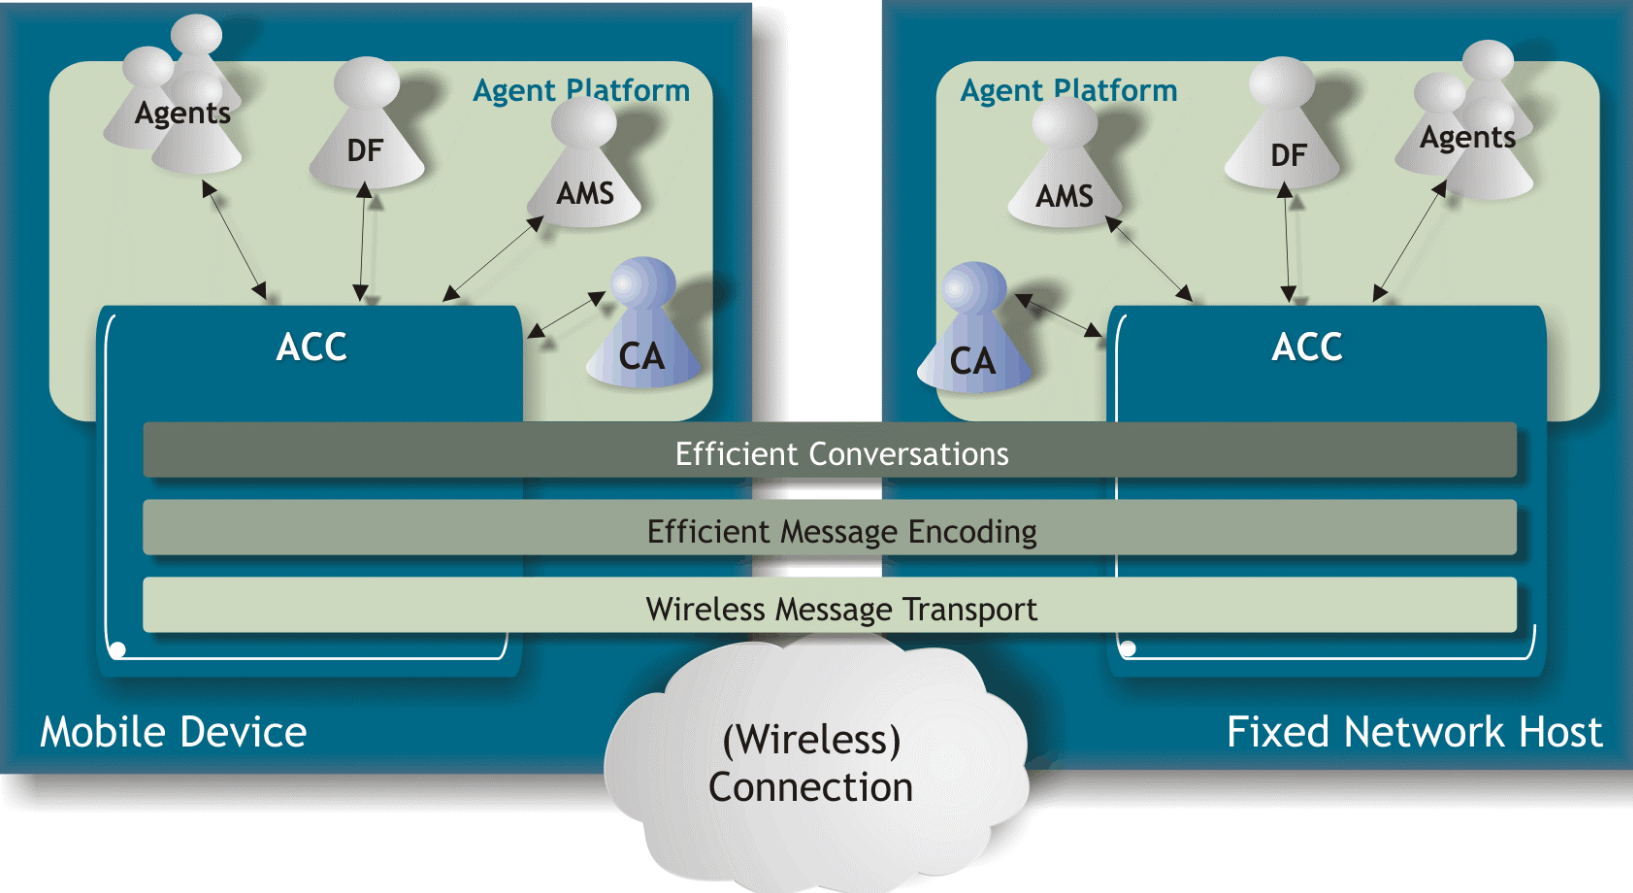 Agent Platform
Agents
DF
AMS
CA
ACC
Agent Platform
AMS
DF
Agents
CA
ACC
Efficient Conversations
Efficient Message Encoding
Wireless Message Transport
Mobile Device
Fixed Network Host
(Wireless)
Connection